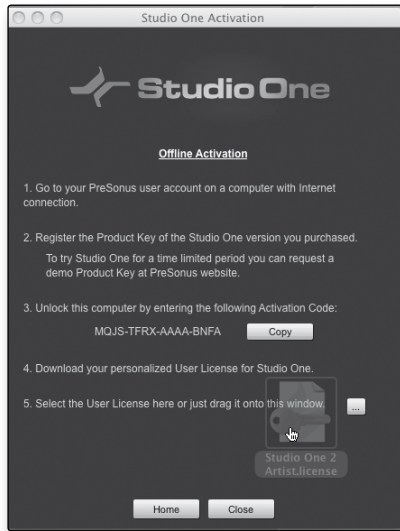 Studio One Activation
Studio One
Offline Activation
1. Go to your PreSonus user account on a computer with Internet
connection.
2. Register the Product Key of the Studio One version you purchased.
To try Studio One for a time limited period you can request a
demo Product Key at PreSonus website.
3. Unlock this computer by entering the following Activation Code:
MQJS-TFRX-AAAA-BNFA
Copy
4. Download your personalized User License for Studio One.
5. Select the User License here or just drag it onto this window.
...
Studio One 2
Artist.license
Home
Close